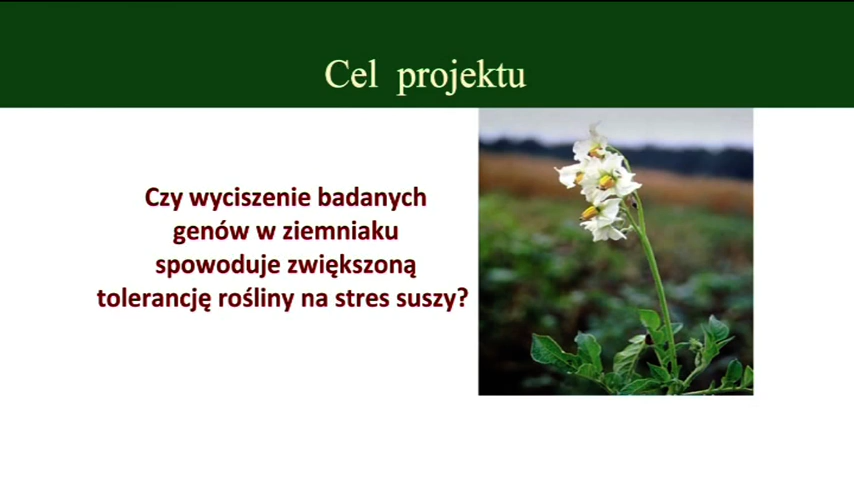 Cel projektu
Czy wyciszenie badanych
genów w ziemniaku
spowoduje zwiększoną
tolerancję rośliny na stres suszy?